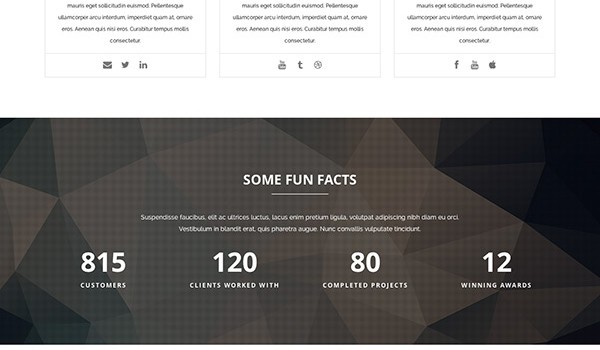 mauris eget sollicitudin euismod. Pellentesque
ullamcorper arcu interdum, imperdiet quam at, ornare
eros. Aenean quis nisi eros. Curabitur tempus mollis
consectetur.
mauris eget sollicitudin euismod. Pellentesque
ullamcorper arcu interdum, imperdiet quam at, ornare
eros. Aenean quis nisi eros. Curabitur tempus mollis
consectetur.
mauris eget sollicitudin euismod. Pellentesque
ullamcorper arcu interdum, imperdiet quam at, ornare
eros. Aenean quis nisi eros. Curabitur tempus mollis
consectetur.
SOME FUN FACTS
Suspendisse faucibus, elit ac ultrices luctus, lacus enim pretium ligula, volutpat adipiscing nibh diam eu orci.
Vestibulum in blandit erat, quis pharetra augue. Nunc convallis vulputate tincidunt.
815 120 80 12
CUSTOMERS CLIENTS WORKED WITH COMPLETED PROJECTS WINNING AWARDS